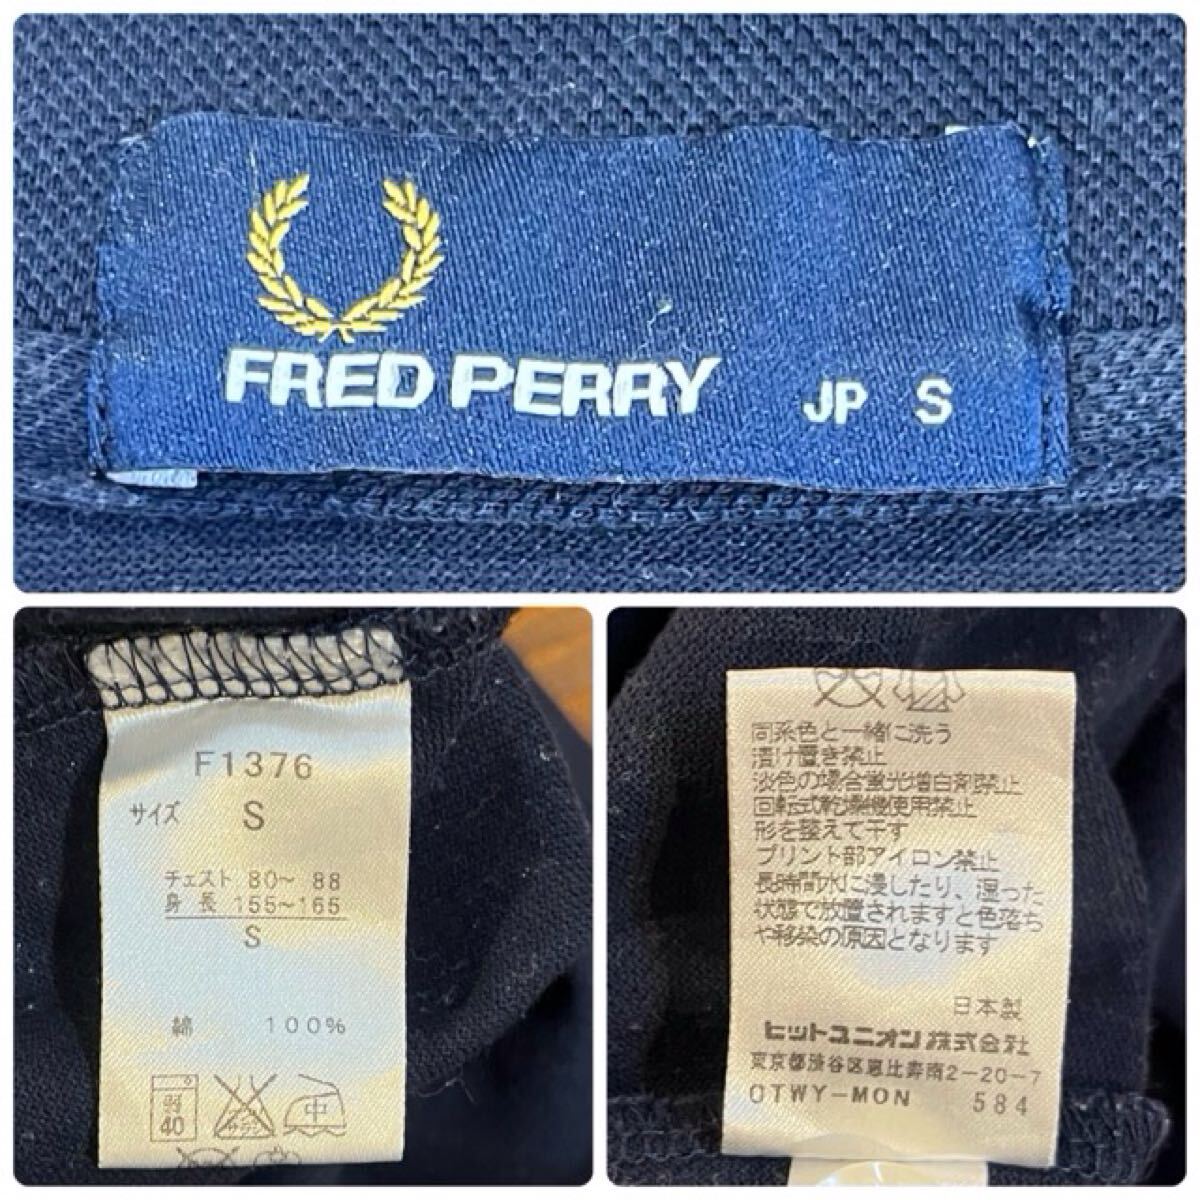 FRED PERRY JP S
F1376
サイズ S
チェスト 80～ 88
身長 155～165
S
綿 100%
弱 40 サラシ 中
同系色と一緒に洗う
漬け置き禁止
淡色の場合蛍光増白剤禁止
回転式乾燥機使用禁止
形を整えて干す
プリント部アイロン禁止
長時間水に浸したり、湿った
状態で放置されますと色落ち
や移染の原因となります
日本製
ヒットユニオン株式会社
東京都渋谷区恵比寿南2-20-7
OTWY-MON 584